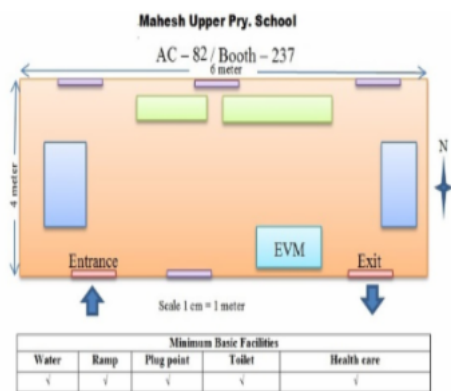 Mahesh Upper Pry. School
AC – 82 / Booth – 237
6 meter
4 meter
N
EVM
Entrance
Exit
Scale 1 cm = 1 meter
Minimum Basic Facilities
Water Ramp Plug point Toilet Health care
√ √ √ √ √